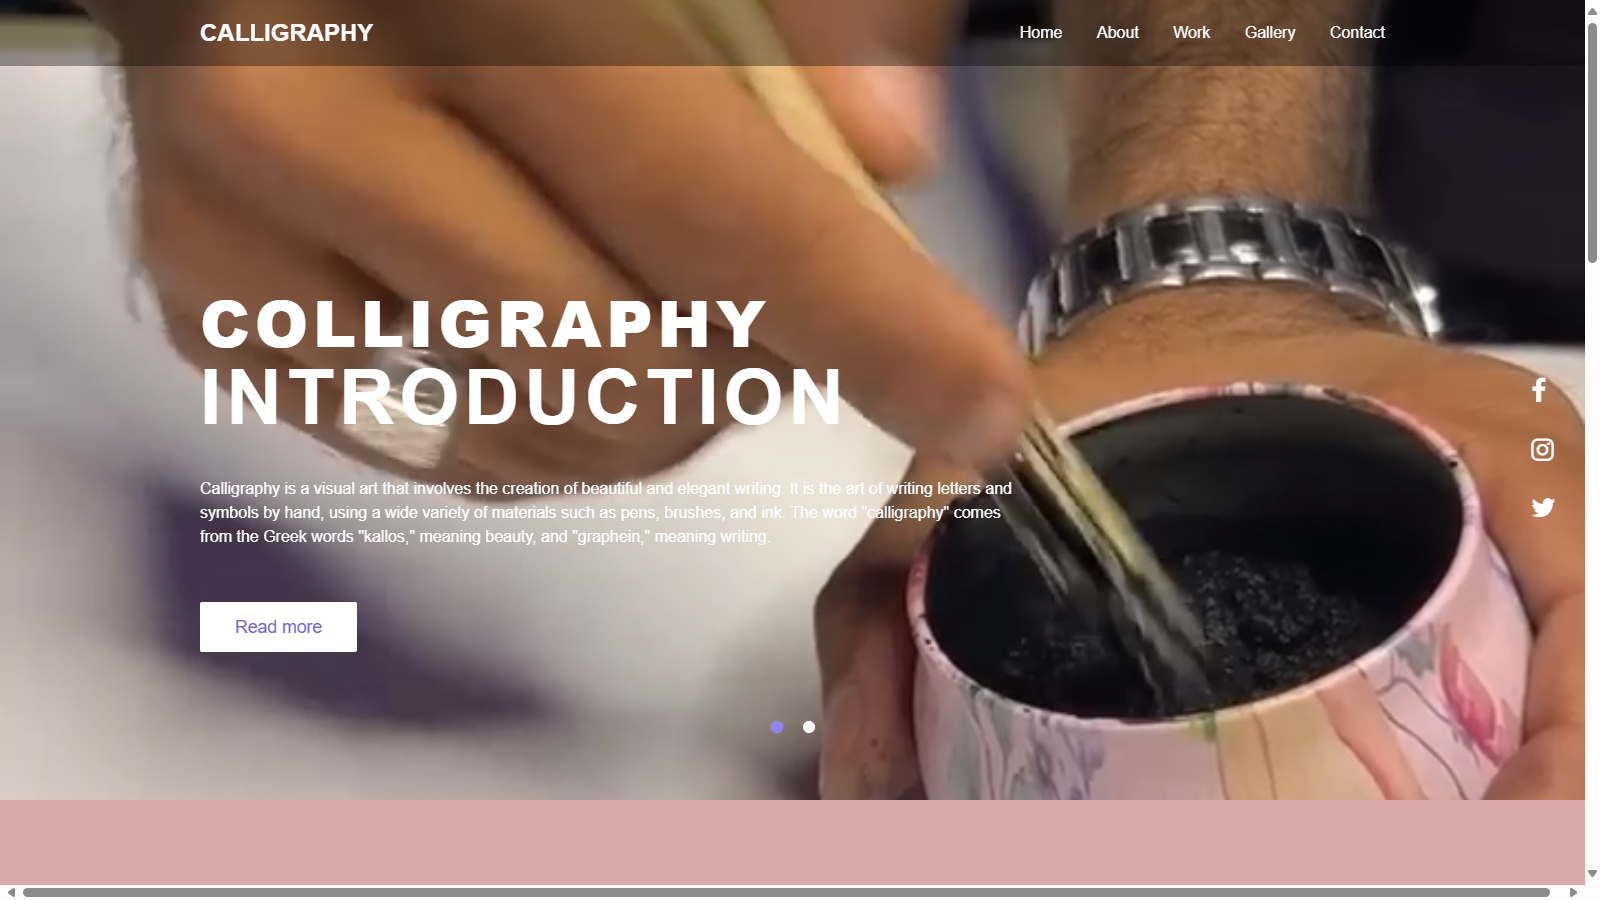 CALLIGRAPHY
Home About Work Gallery Contact
COLLIGRAPHY
INTRODUCTION
Calligraphy is a visual art that involves the creation of beautiful and elegant writing. It is the art of writing letters and
symbols by hand, using a wide variety of materials such as pens, brushes, and ink. The word "calligraphy" comes
from the Greek words "kallos," meaning beauty, and "graphein," meaning writing.
Read more